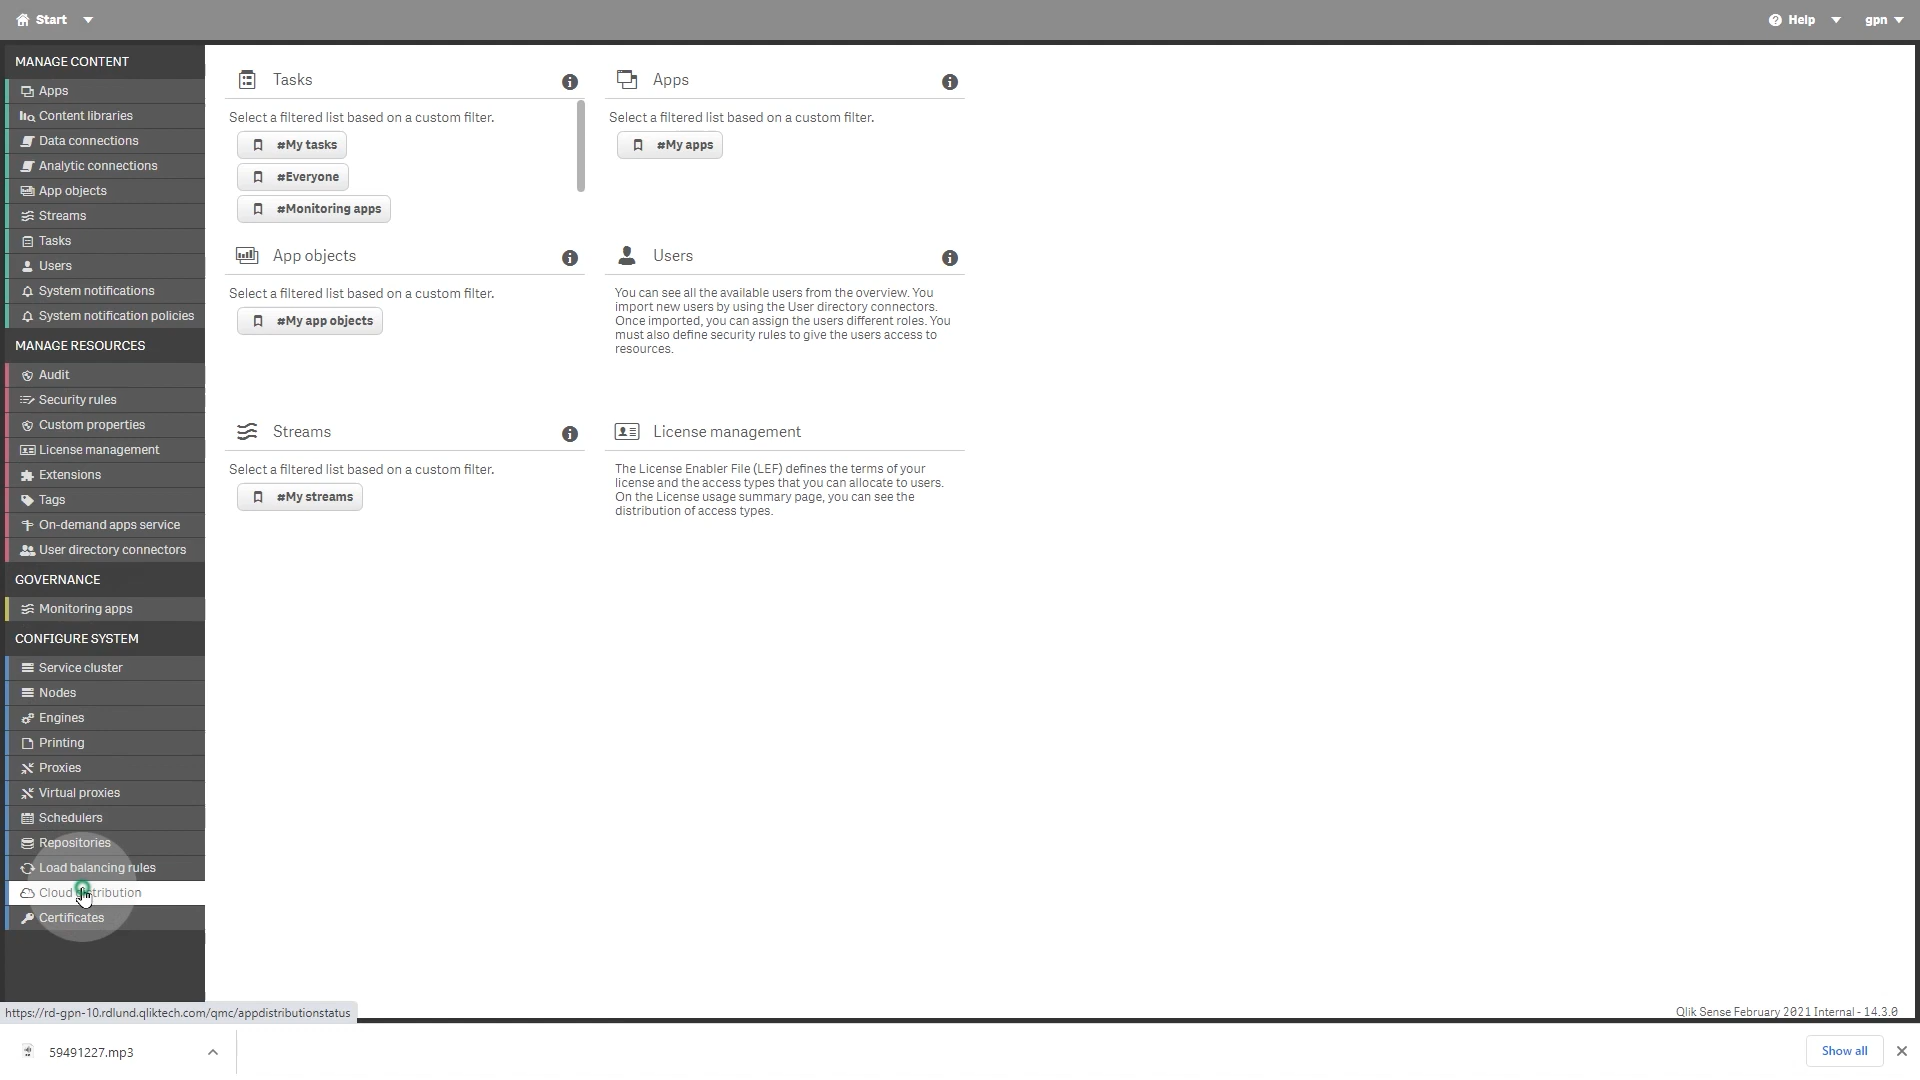 Start
Help
gpn
MANAGE CONTENT
Apps
Content libraries
Data connections
Analytic connections
App objects
Streams
Tasks
Users
System notifications
System notification policies
MANAGE RESOURCES
Audit
Security rules
Custom properties
License management
Extensions
Tags
On-demand apps service
User directory connectors
GOVERNANCE
Monitoring apps
CONFIGURE SYSTEM
Service cluster
Nodes
Engines
Printing
Proxies
Virtual proxies
Schedulers
Repositories
Load balancing rules
Cloud distribution
Certificates
Tasks
Select a filtered list based on a custom filter.
#My tasks
#Everyone
#Monitoring apps
Apps
Select a filtered list based on a custom filter.
#My apps
App objects
Select a filtered list based on a custom filter.
#My app objects
Users
You can see all the available users from the overview. You
import new users by using the User directory connectors.
Once imported, you can assign the users different roles. You
must also define security rules to give the users access to
resources.
Streams
Select a filtered list based on a custom filter.
#My streams
License management
The License Enabler File (LEF) defines the terms of your
license and the access types that you can allocate to users.
On the License usage summary page, you can see the
distribution of access types.
https://rd-gpn-10.rdlund.qliktech.com/qmc/appdistributionstatus
Qlik Sense February 2021 Internal - 14.3.0
59491227.mp3
Show all